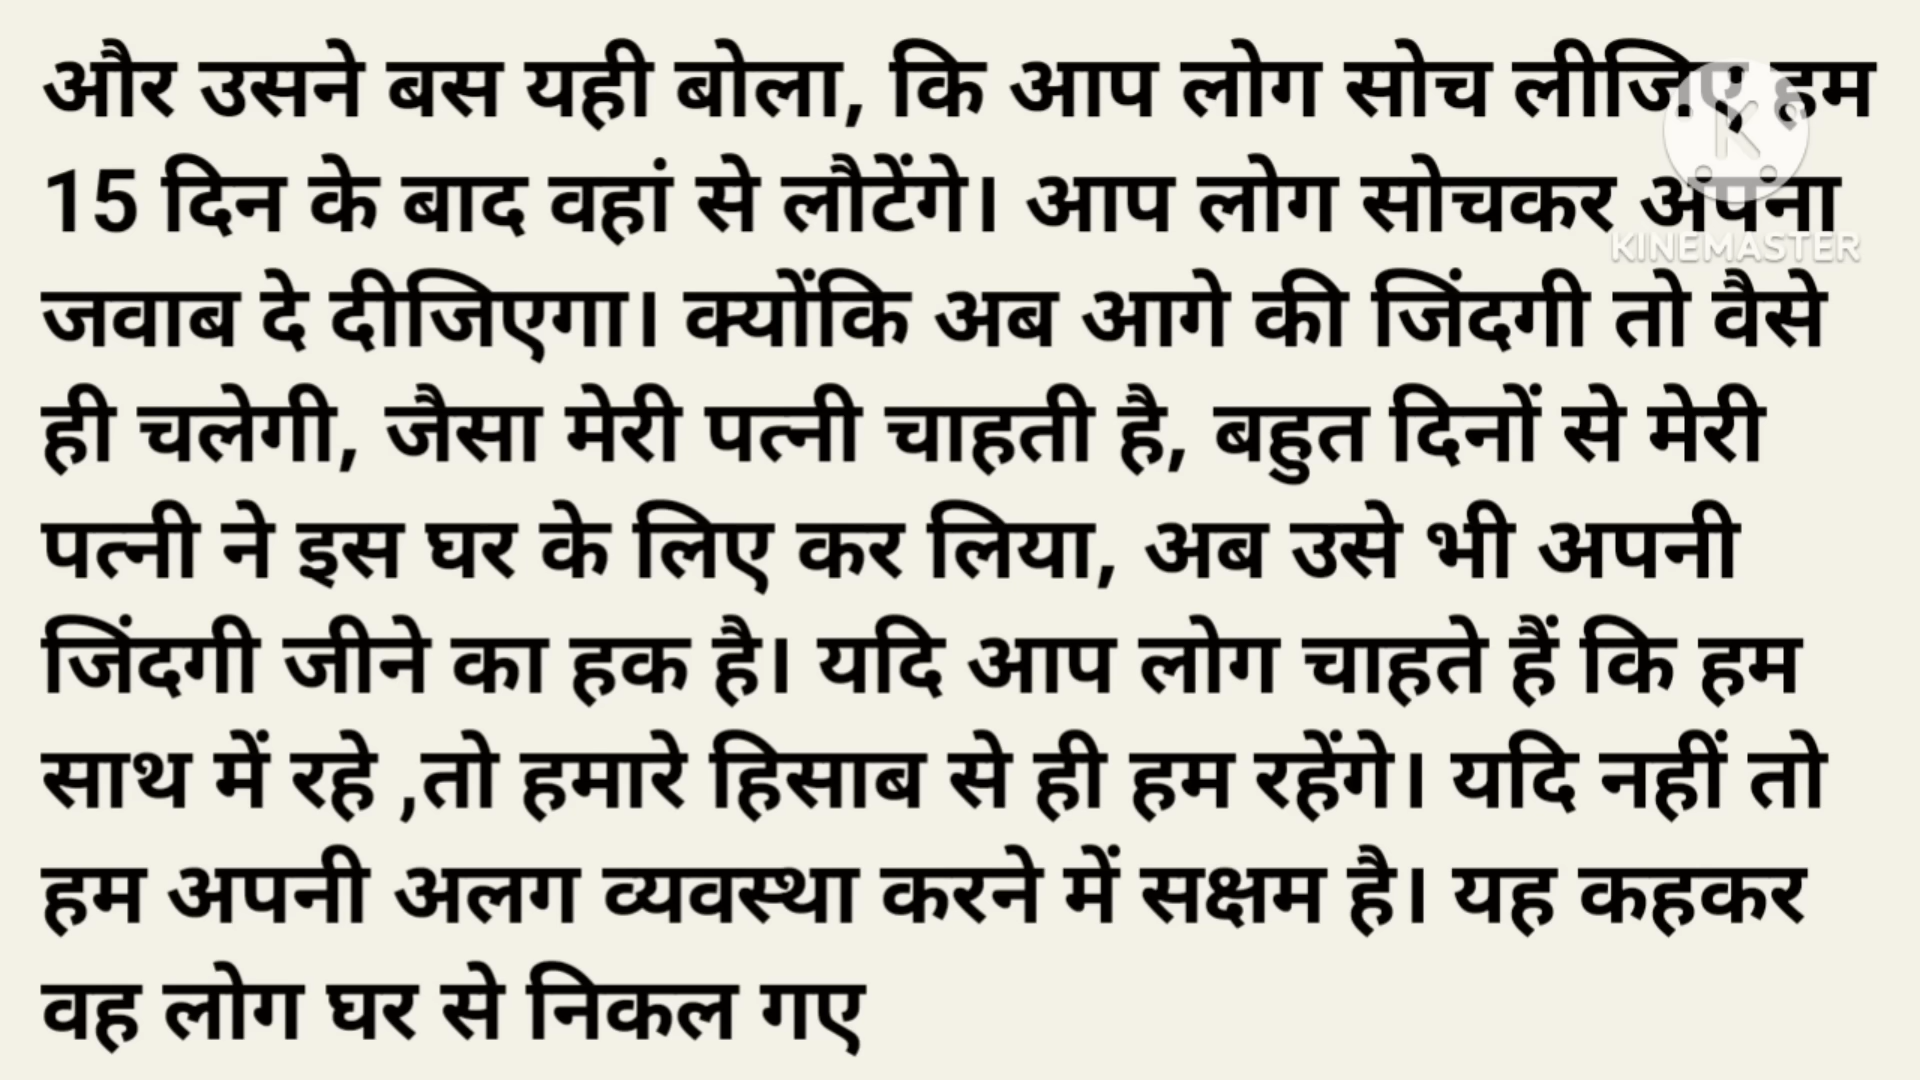 और उसने बस यही बोला, कि आप लोग सोच लीजिए हम
15 दिन के बाद वहां से लौटेंगे। आप लोग सोचकर अपना
KINEMASTER
जवाब दे दीजिएगा। क्योंकि अब आगे की जिंदगी तो वैसे
ही चलेगी, जैसा मेरी पत्नी चाहती है, बहुत दिनों से मेरी
पत्नी ने इस घर के लिए कर लिया, अब उसे भी अपनी
जिंदगी जीने का हक है। यदि आप लोग चाहते हैं कि हम
साथ में रहे ,तो हमारे हिसाब से ही हम रहेंगे। यदि नहीं तो
हम अपनी अलग व्यवस्था करने में सक्षम है। यह कहकर
वह लोग घर से निकल गए